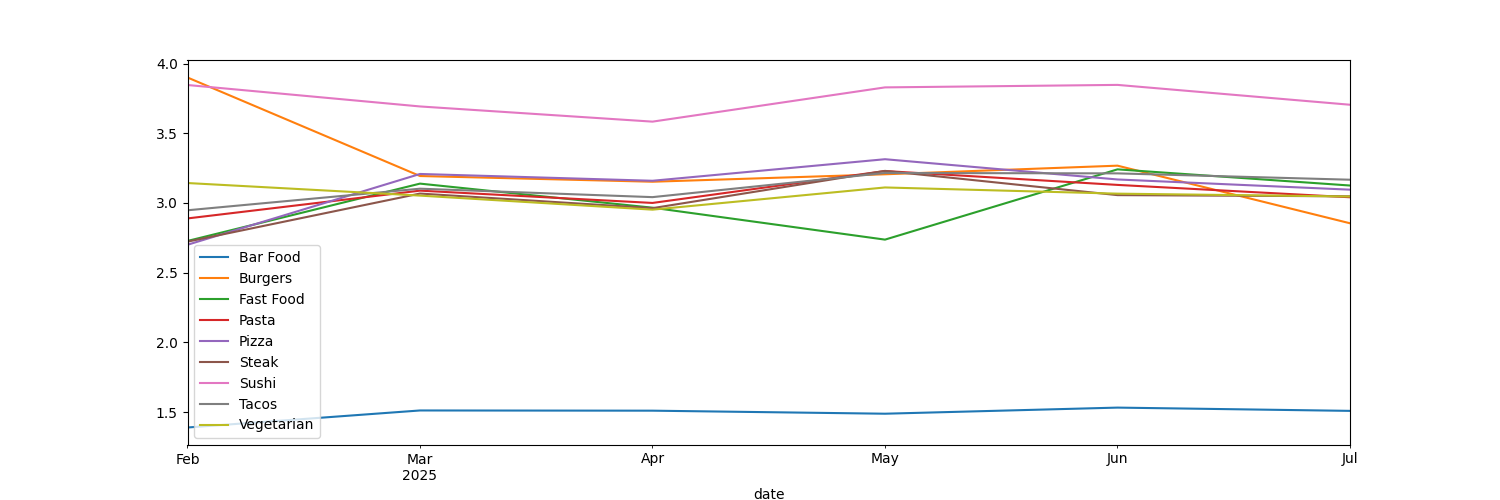 4.0
3.5
3.0
2.5
2.0
1.5
Bar Food
Burgers
Fast Food
Pasta
Pizza
Steak
Sushi
Tacos
Vegetarian
Feb Mar Apr May Jun Jul
2025
date